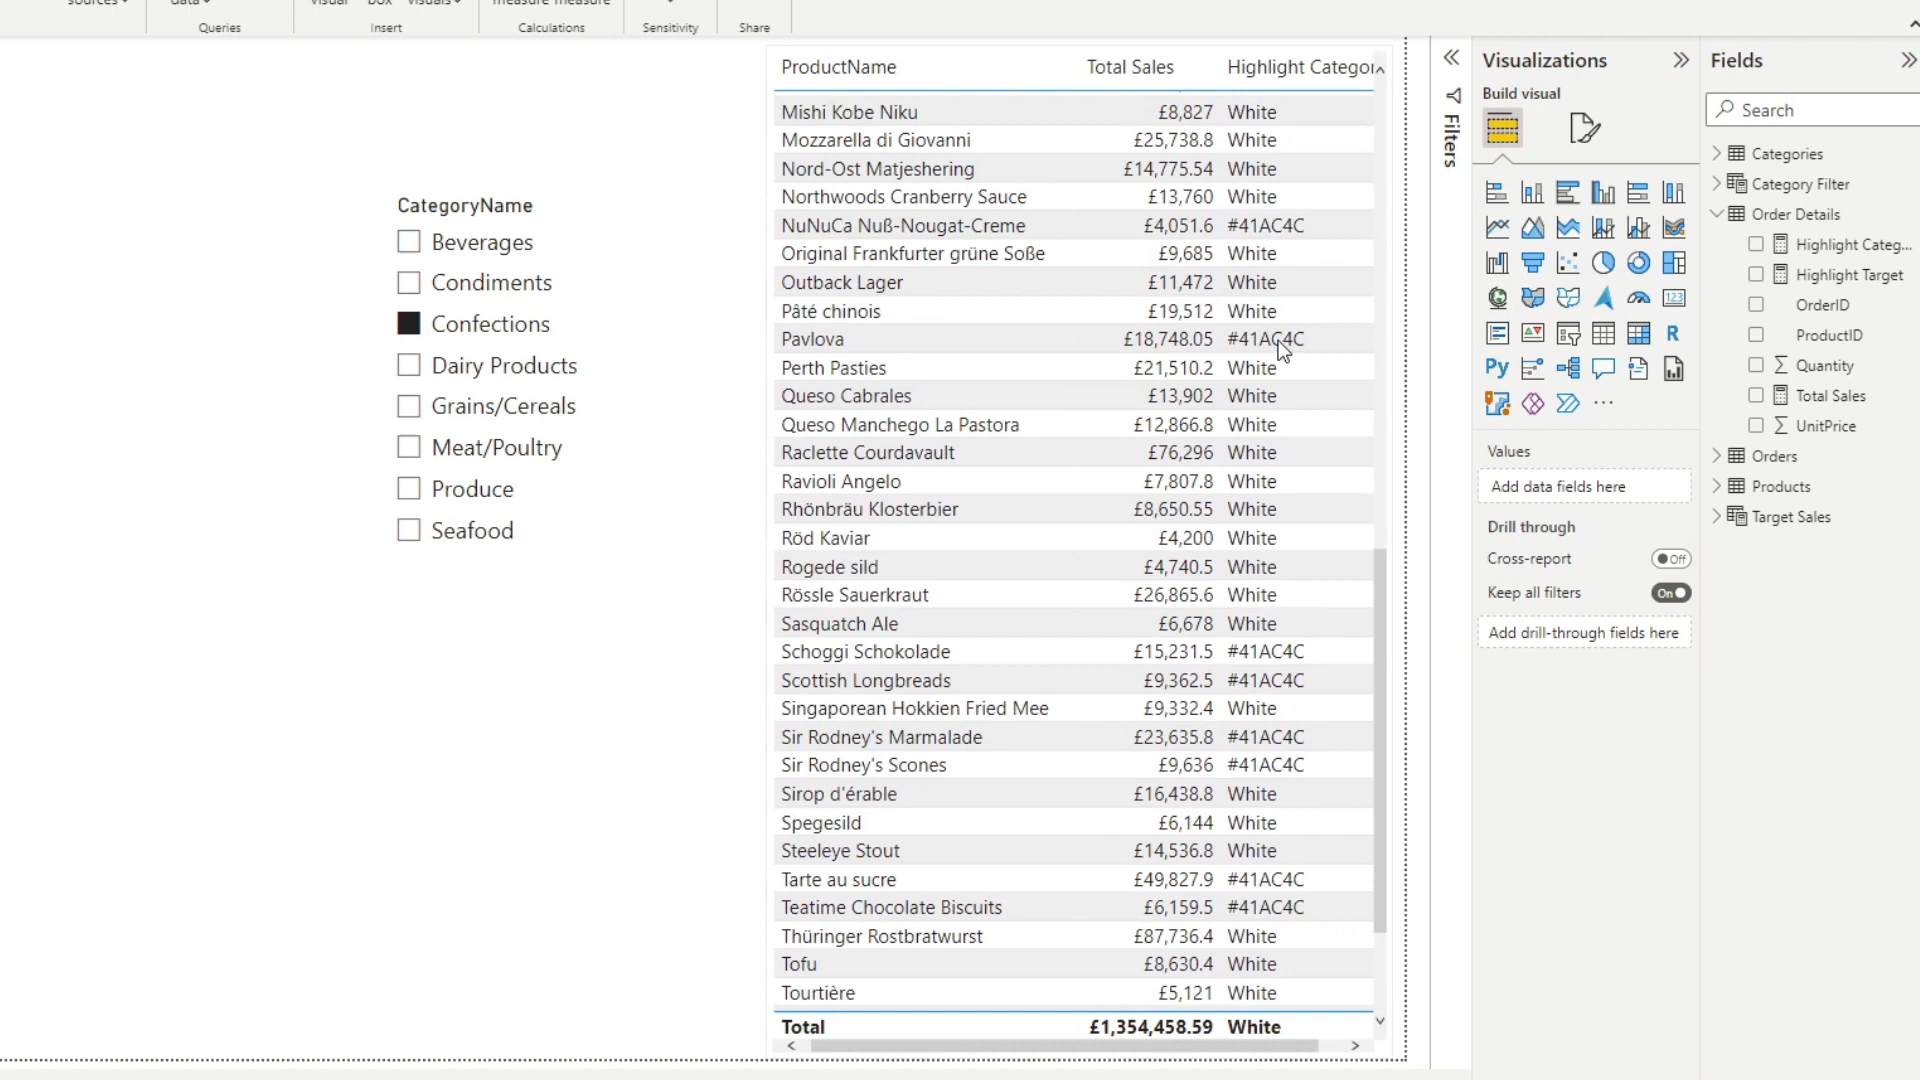 sources
data
visual box visuals
measure measure
Queries
Insert
Calculations
Sensitivity
Share
CategoryName
Beverages
Condiments
Confections
Dairy Products
Grains/Cereals
Meat/Poultry
Produce
Seafood
ProductName Total Sales Highlight Categor
Mishi Kobe Niku £8,827 White
Mozzarella di Giovanni £25,738.8 White
Nord-Ost Matjeshering £14,775.54 White
Northwoods Cranberry Sauce £13,760 White
NuNuCa Nuß-Nougat-Creme £4,051.6 #41AC4C
Original Frankfurter grüne Soße £9,685 White
Outback Lager £11,472 White
Pâté chinois £19,512 White
Pavlova £18,748.05 #41AC4C
Perth Pasties £21,510.2 White
Queso Cabrales £13,902 White
Queso Manchego La Pastora £12,866.8 White
Raclette Courdavault £76,296 White
Ravioli Angelo £7,807.8 White
Rhönbräu Klosterbier £8,650.55 White
Röd Kaviar £4,200 White
Rogede sild £4,740.5 White
Rössle Sauerkraut £26,865.6 White
Sasquatch Ale £6,678 White
Schoggi Schokolade £15,231.5 #41AC4C
Scottish Longbreads £9,362.5 #41AC4C
Singaporean Hokkien Fried Mee £9,332.4 White
Sir Rodney's Marmalade £23,635.8 #41AC4C
Sir Rodney's Scones £9,636 #41AC4C
Sirop d'érable £16,438.8 White
Spegesild £6,144 White
Steeleye Stout £14,536.8 White
Tarte au sucre £49,827.9 #41AC4C
Teatime Chocolate Biscuits £6,159.5 #41AC4C
Thüringer Rostbratwurst £87,736.4 White
Tofu £8,630.4 White
Tourtière £5,121 White
Total £1,354,458.59 White
Filters
Visualizations
Build visual
123
R
Py
Values
Add data fields here
Drill through
Cross-report Off
Keep all filters On
Add drill-through fields here
Fields
Search
Categories
Category Filter
Order Details
Highlight Categ...
Highlight Target
OrderID
ProductID
Quantity
Total Sales
UnitPrice
Orders
Products
Target Sales